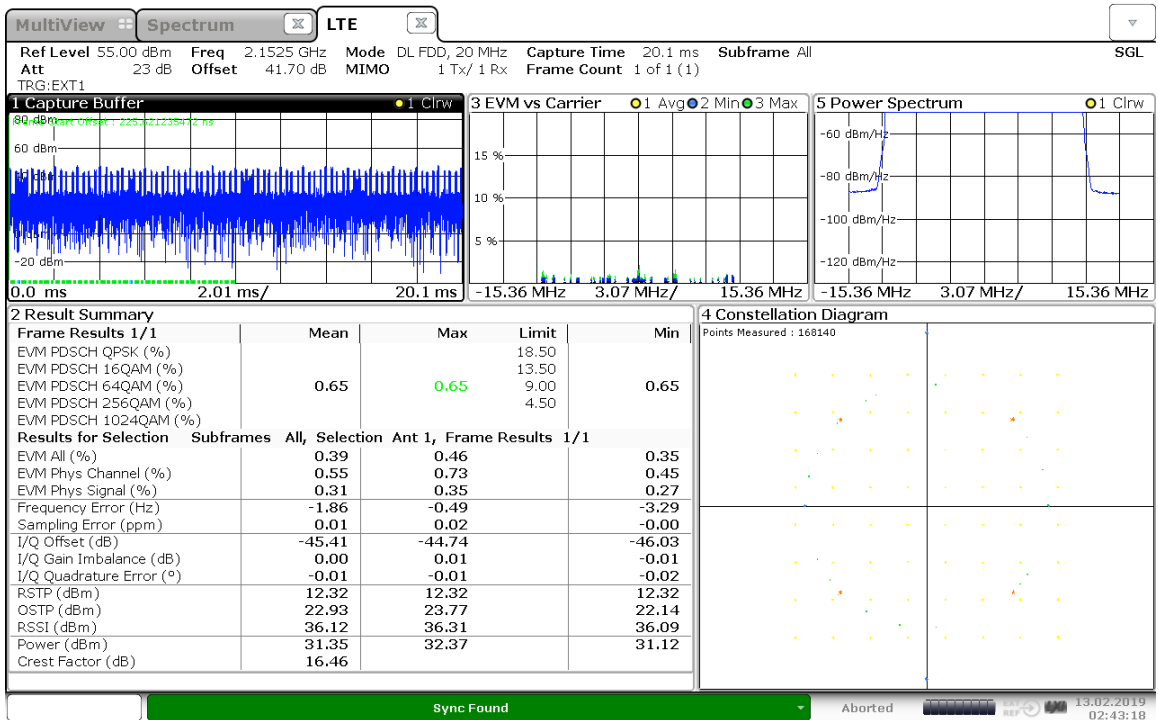 MultiView Spectrum X LTE X
Ref Level 55.00 dBm Freq 2.1525 GHz Mode DL FDD, 20 MHz Capture Time 20.1 ms Subframe All SGL
Att 23 dB Offset 41.70 dB MIMO 1 Tx/ 1 Rx Frame Count 1 of 1 (1)
TRG:EXT1
1 Capture Buffer 1 Clrw
80 dBm
Frame Start Offset : 225.621235472 ns
60 dBm
-20 dBm
0.0 ms 2.01 ms/ 20.1 ms
3 EVM vs Carrier 1 Avg 2 Min 3 Max
15 %
10 %
5 %
-15.36 MHz 3.07 MHz/ 15.36 MHz
5 Power Spectrum 1 Clrw
-60 dBm/Hz
-80 dBm/Hz
-100 dBm/Hz
-120 dBm/Hz
-15.36 MHz 3.07 MHz/ 15.36 MHz
2 Result Summary
Frame Results 1/1 Mean Max Limit Min
EVM PDSCH QPSK (%) 18.50
EVM PDSCH 16QAM (%) 13.50
EVM PDSCH 64QAM (%) 0.65 0.65 9.00 0.65
EVM PDSCH 256QAM (%) 4.50
EVM PDSCH 1024QAM (%)
Results for Selection Subframes All, Selection Ant 1, Frame Results 1/1
EVM All (%) 0.39 0.46 0.35
EVM Phys Channel (%) 0.55 0.73 0.45
EVM Phys Signal (%) 0.31 0.35 0.27
Frequency Error (Hz) -1.86 -0.49 -3.29
Sampling Error (ppm) 0.01 0.02 -0.00
I/Q Offset (dB) -45.41 -44.74 -46.03
I/Q Gain Imbalance (dB) 0.00 0.01 -0.01
I/Q Quadrature Error (°) -0.01 -0.01 -0.02
RSTP (dBm) 12.32 12.32 12.32
OSTP (dBm) 22.93 23.77 22.14
RSSI (dBm) 36.12 36.31 36.09
Power (dBm) 31.35 32.37 31.12
Crest Factor (dB) 16.46
4 Constellation Diagram
Points Measured : 168140
Sync Found Aborted EXT REF 13.02.2019
02:43:18